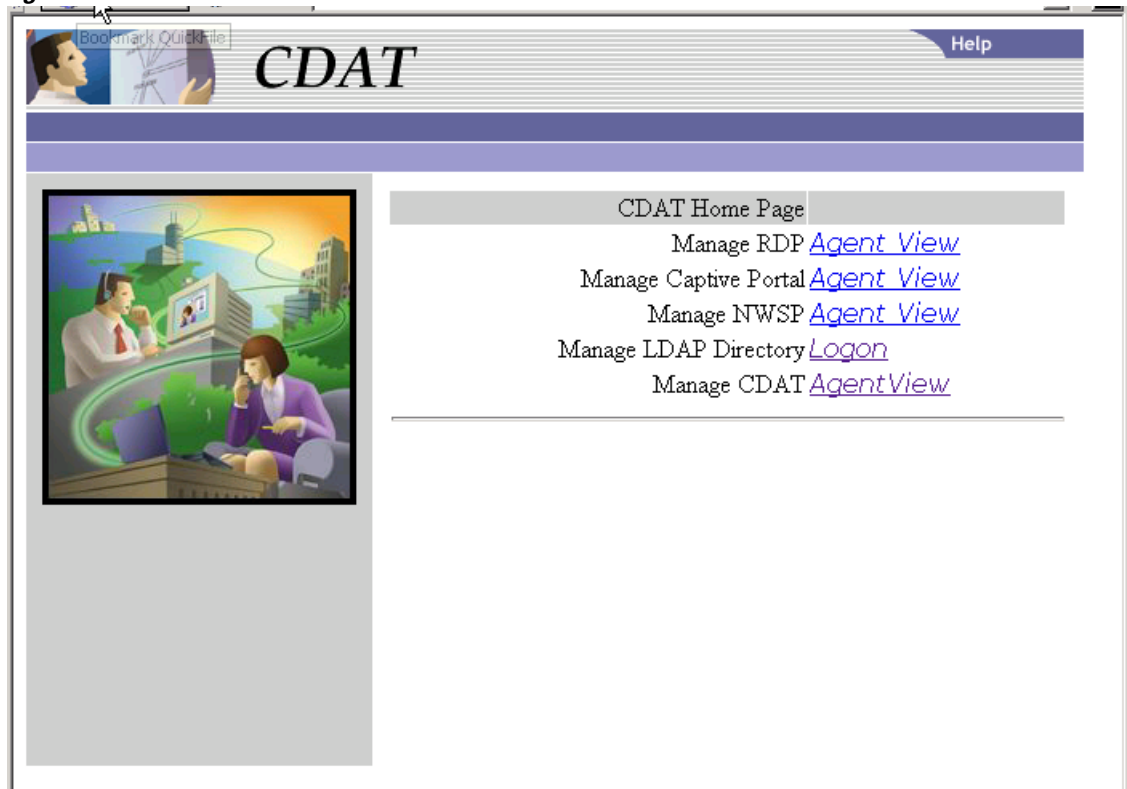 Bookmark QuickFile
CDAT
Help
CDAT Home Page
Manage RDP Agent View
Manage Captive Portal Agent View
Manage NWSP Agent View
Manage LDAP Directory Logon
Manage CDAT AgentView